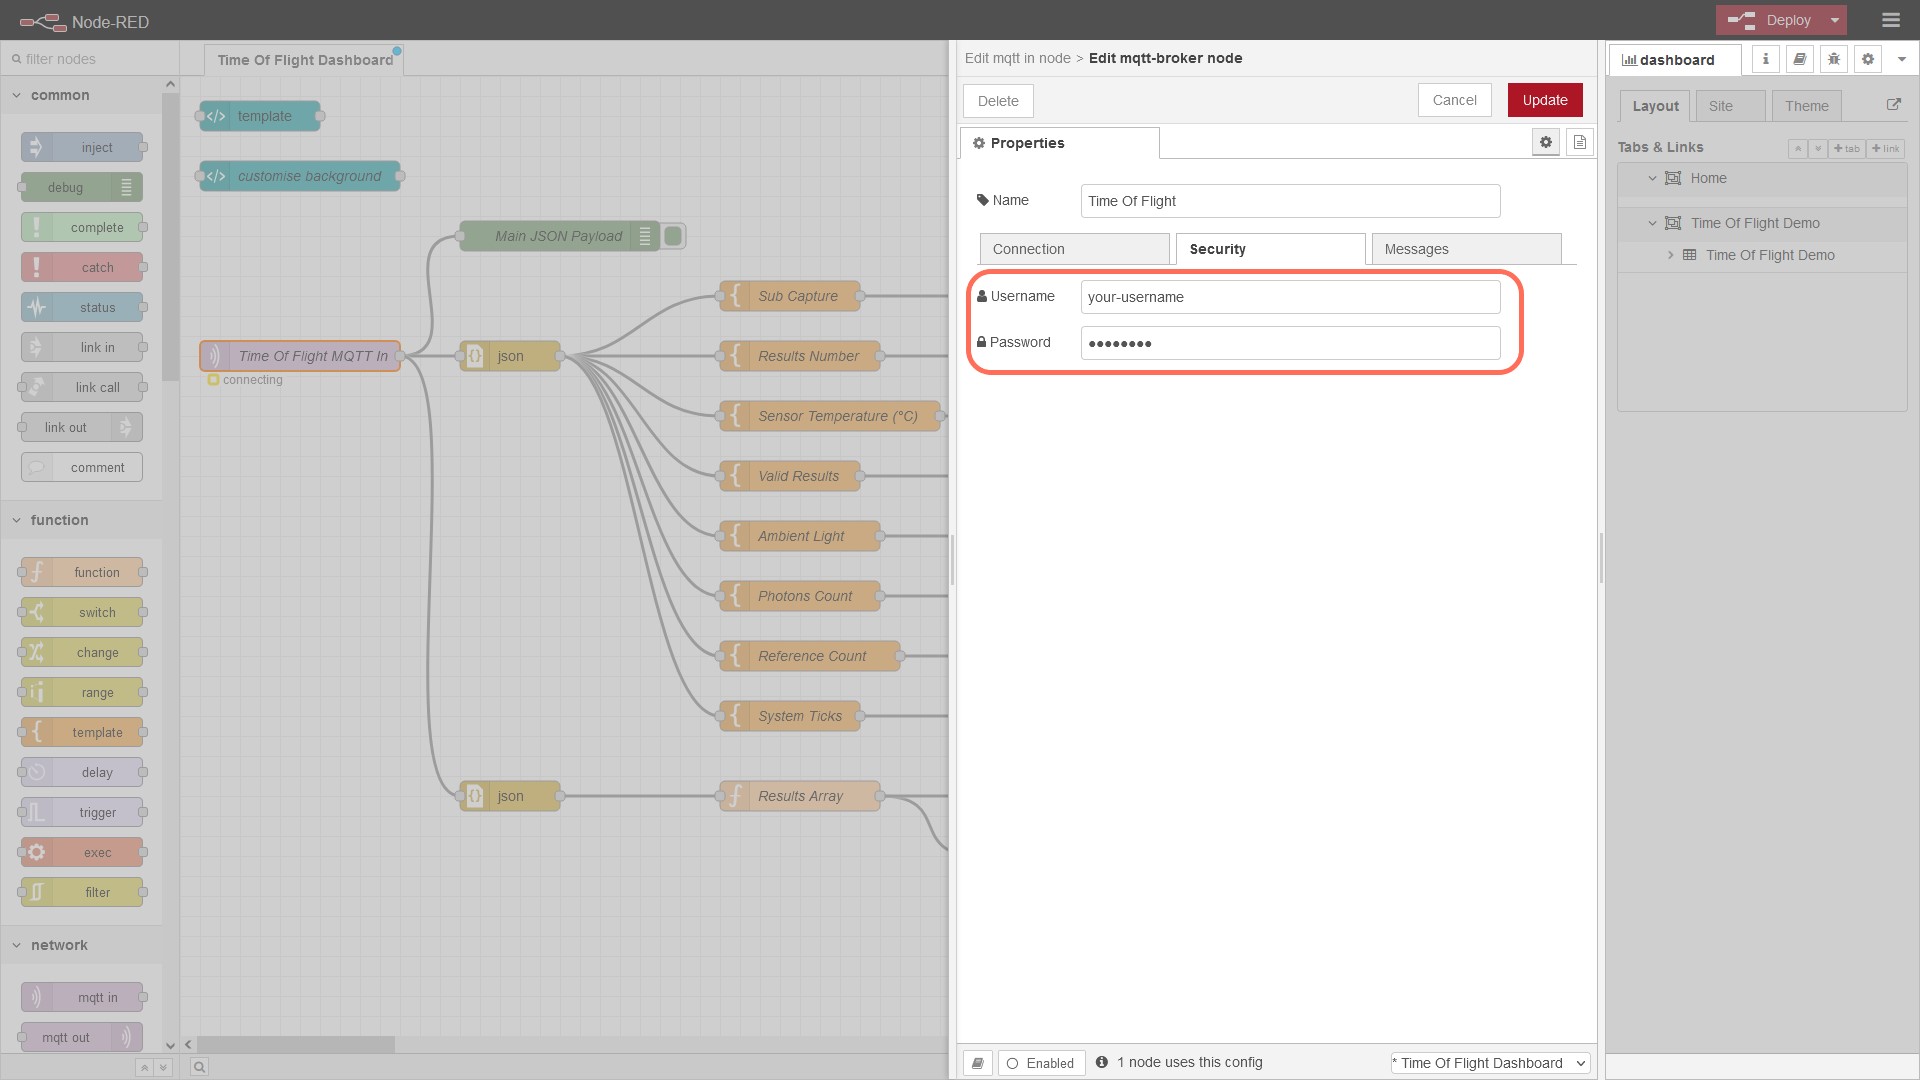 Node-RED
Deploy
filter nodes
Time Of Flight Dashboard
common
inject
debug
complete
catch
status
link in
link call
link out
comment
function
function
switch
change
range
template
delay
trigger
exec
filter
network
mqtt in
mqtt out
template
customise background
Main JSON Payload
Time Of Flight MQTT In
connecting
json
Sub Capture
Results Number
Sensor Temperature (°C)
Valid Results
Ambient Light
Photons Count
Reference Count
System Ticks
json
Results Array
Edit mqtt in node > Edit mqtt-broker node
Delete
Cancel
Update
Properties
Name
Time Of Flight
Connection
Security
Messages
Username
your-username
Password
••••••••
Enabled
1 node uses this config
* Time Of Flight Dashboard
dashboard
Layout
Site
Theme
Tabs & Links
+ tab
+ link
Home
Time Of Flight Demo
Time Of Flight Demo